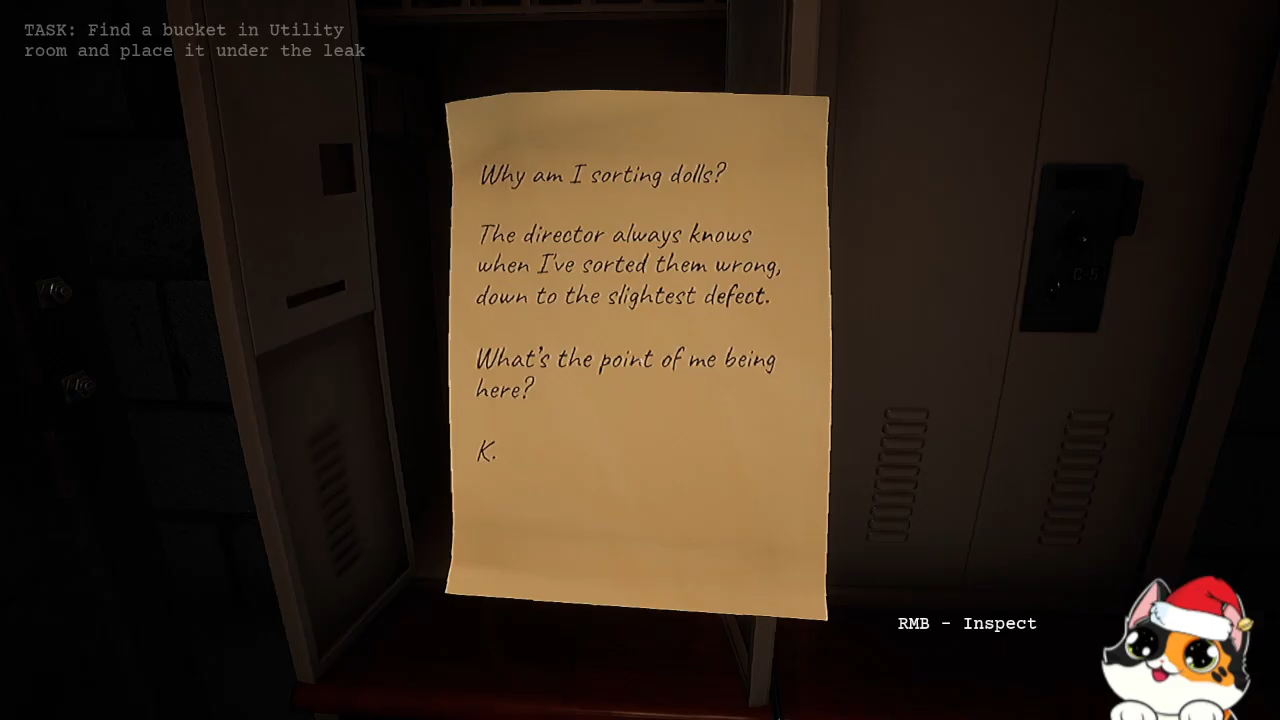 TASK: Find a bucket in Utility
room and place it under the leak
Why am I sorting dolls?
The director always knows
when I've sorted them wrong,
down to the slightest defect.
What's the point of me being
here?
K.
C-5
RMB - Inspect